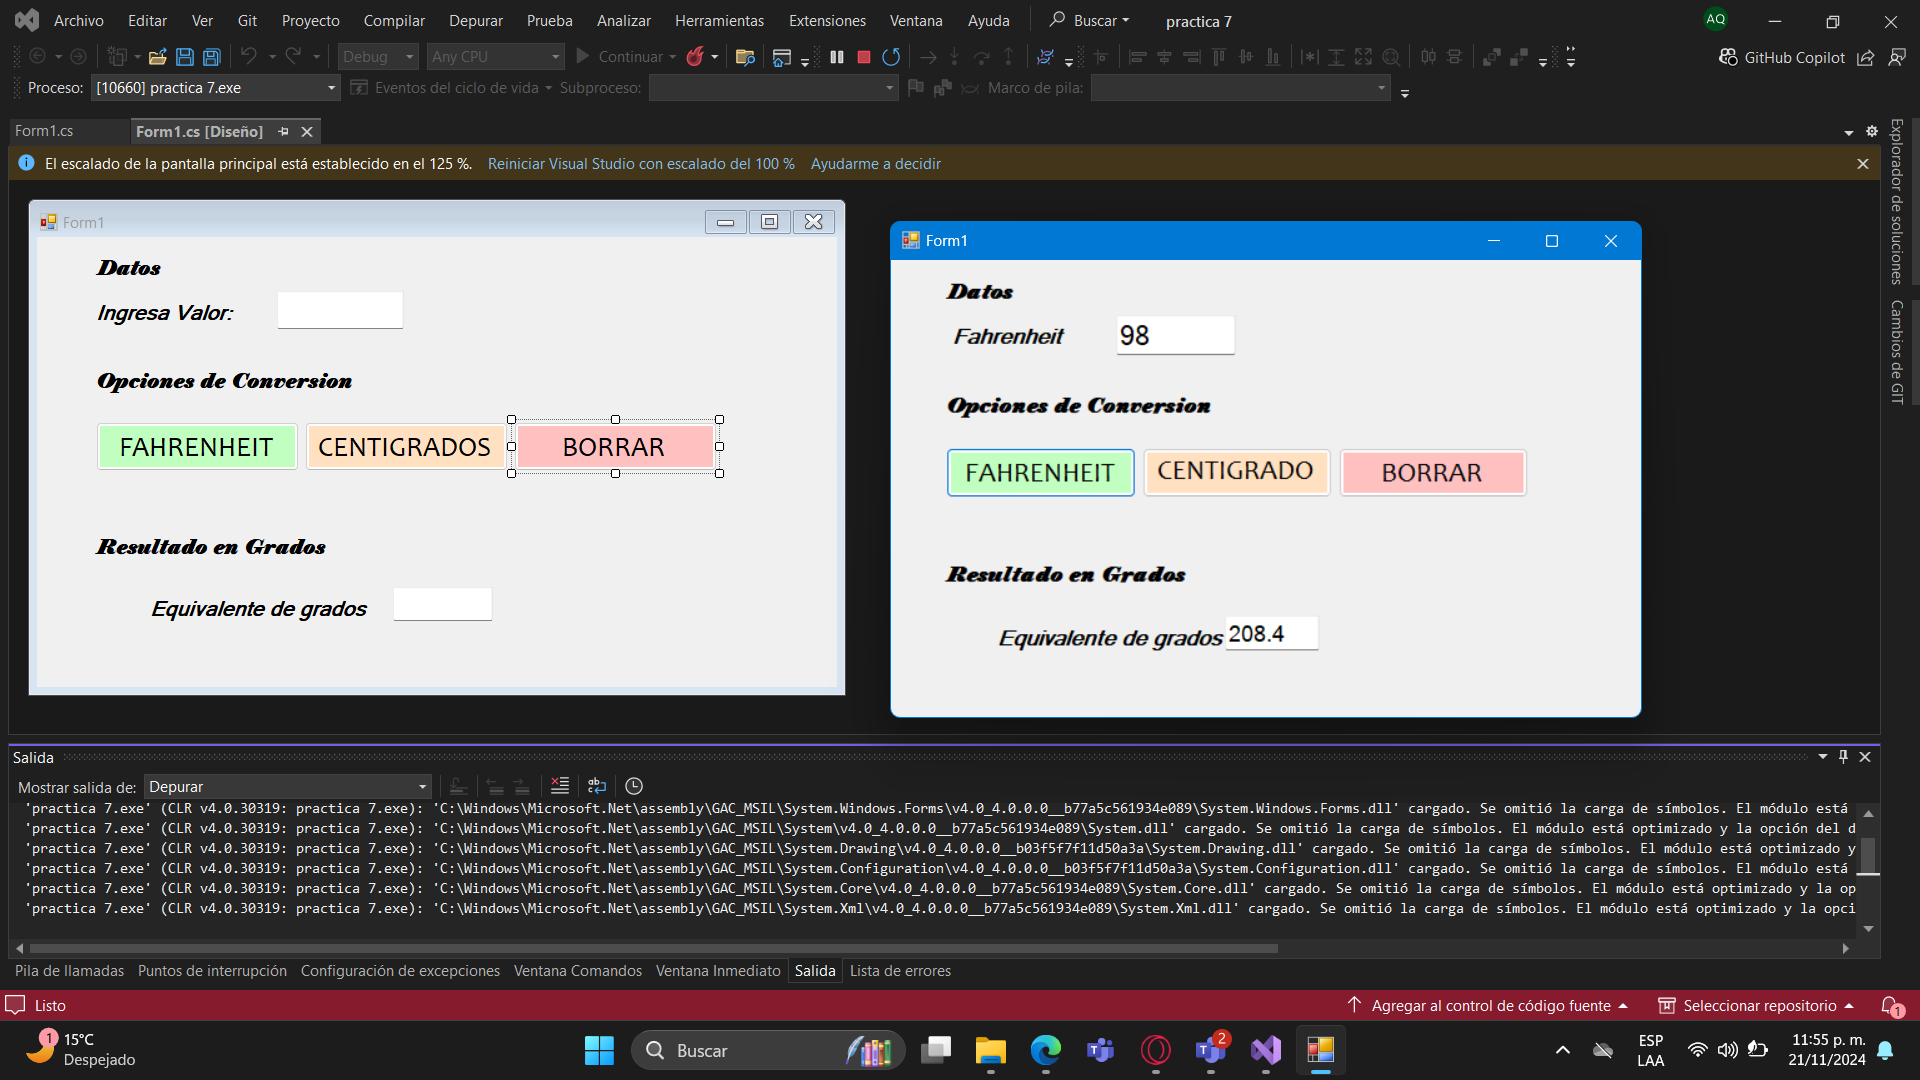 Archivo Editar Ver Git Proyecto Compilar Depurar Prueba Analizar Herramientas Extensiones Ventana Ayuda Buscar practica 7 AQ
Debug Any CPU Continuar GitHub Copilot
Proceso: [10660] practica 7.exe Eventos del ciclo de vida Subproceso: Marco de pila:
Form1.cs Form1.cs [Diseño]
El escalado de la pantalla principal está establecido en el 125 %. Reiniciar Visual Studio con escalado del 100 % Ayudarme a decidir
Explorador de soluciones
Cambios de GIT
Form1
Datos
Ingresa Valor:
Opciones de Conversion
FAHRENHEIT CENTIGRADOS BORRAR
Resultado en Grados
Equivalente de grados
Form1
Datos
Fahrenheit 98
Opciones de Conversion
FAHRENHEIT CENTIGRADO BORRAR
Resultado en Grados
Equivalente de grados 208.4
Salida
Mostrar salida de: Depurar
'practica 7.exe' (CLR v4.0.30319: practica 7.exe): 'C:\Windows\Microsoft.Net\assembly\GAC_MSIL\System.Windows.Forms\v4.0_4.0.0.0__b77a5c561934e089\System.Windows.Forms.dll' cargado. Se omitió la carga de símbolos. El módulo está
'practica 7.exe' (CLR v4.0.30319: practica 7.exe): 'C:\Windows\Microsoft.Net\assembly\GAC_MSIL\System\v4.0_4.0.0.0__b77a5c561934e089\System.dll' cargado. Se omitió la carga de símbolos. El módulo está optimizado y la opción del d
'practica 7.exe' (CLR v4.0.30319: practica 7.exe): 'C:\Windows\Microsoft.Net\assembly\GAC_MSIL\System.Drawing\v4.0_4.0.0.0__b03f5f7f11d50a3a\System.Drawing.dll' cargado. Se omitió la carga de símbolos. El módulo está optimizado y
'practica 7.exe' (CLR v4.0.30319: practica 7.exe): 'C:\Windows\Microsoft.Net\assembly\GAC_MSIL\System.Configuration\v4.0_4.0.0.0__b03f5f7f11d50a3a\System.Configuration.dll' cargado. Se omitió la carga de símbolos. El módulo está
'practica 7.exe' (CLR v4.0.30319: practica 7.exe): 'C:\Windows\Microsoft.Net\assembly\GAC_MSIL\System.Core\v4.0_4.0.0.0__b77a5c561934e089\System.Core.dll' cargado. Se omitió la carga de símbolos. El módulo está optimizado y la op
'practica 7.exe' (CLR v4.0.30319: practica 7.exe): 'C:\Windows\Microsoft.Net\assembly\GAC_MSIL\System.Xml\v4.0_4.0.0.0__b77a5c561934e089\System.Xml.dll' cargado. Se omitió la carga de símbolos. El módulo está optimizado y la opci
Pila de llamadas Puntos de interrupción Configuración de excepciones Ventana Comandos Ventana Inmediato Salida Lista de errores
Listo Agregar al control de código fuente Seleccionar repositorio 1
1 15°C
Despejado
Buscar
2
ESP
LAA
11:55 p. m.
21/11/2024